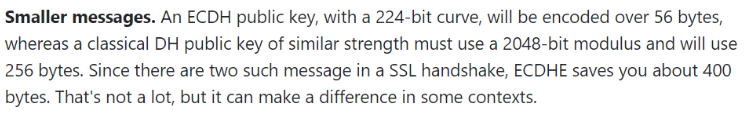 Smaller messages. An ECDH public key, with a 224-bit curve, will be encoded over 56 bytes,
whereas a classical DH public key of similar strength must use a 2048-bit modulus and will use
256 bytes. Since there are two such message in a SSL handshake, ECDHE saves you about 400
bytes. That's not a lot, but it can make a difference in some contexts.